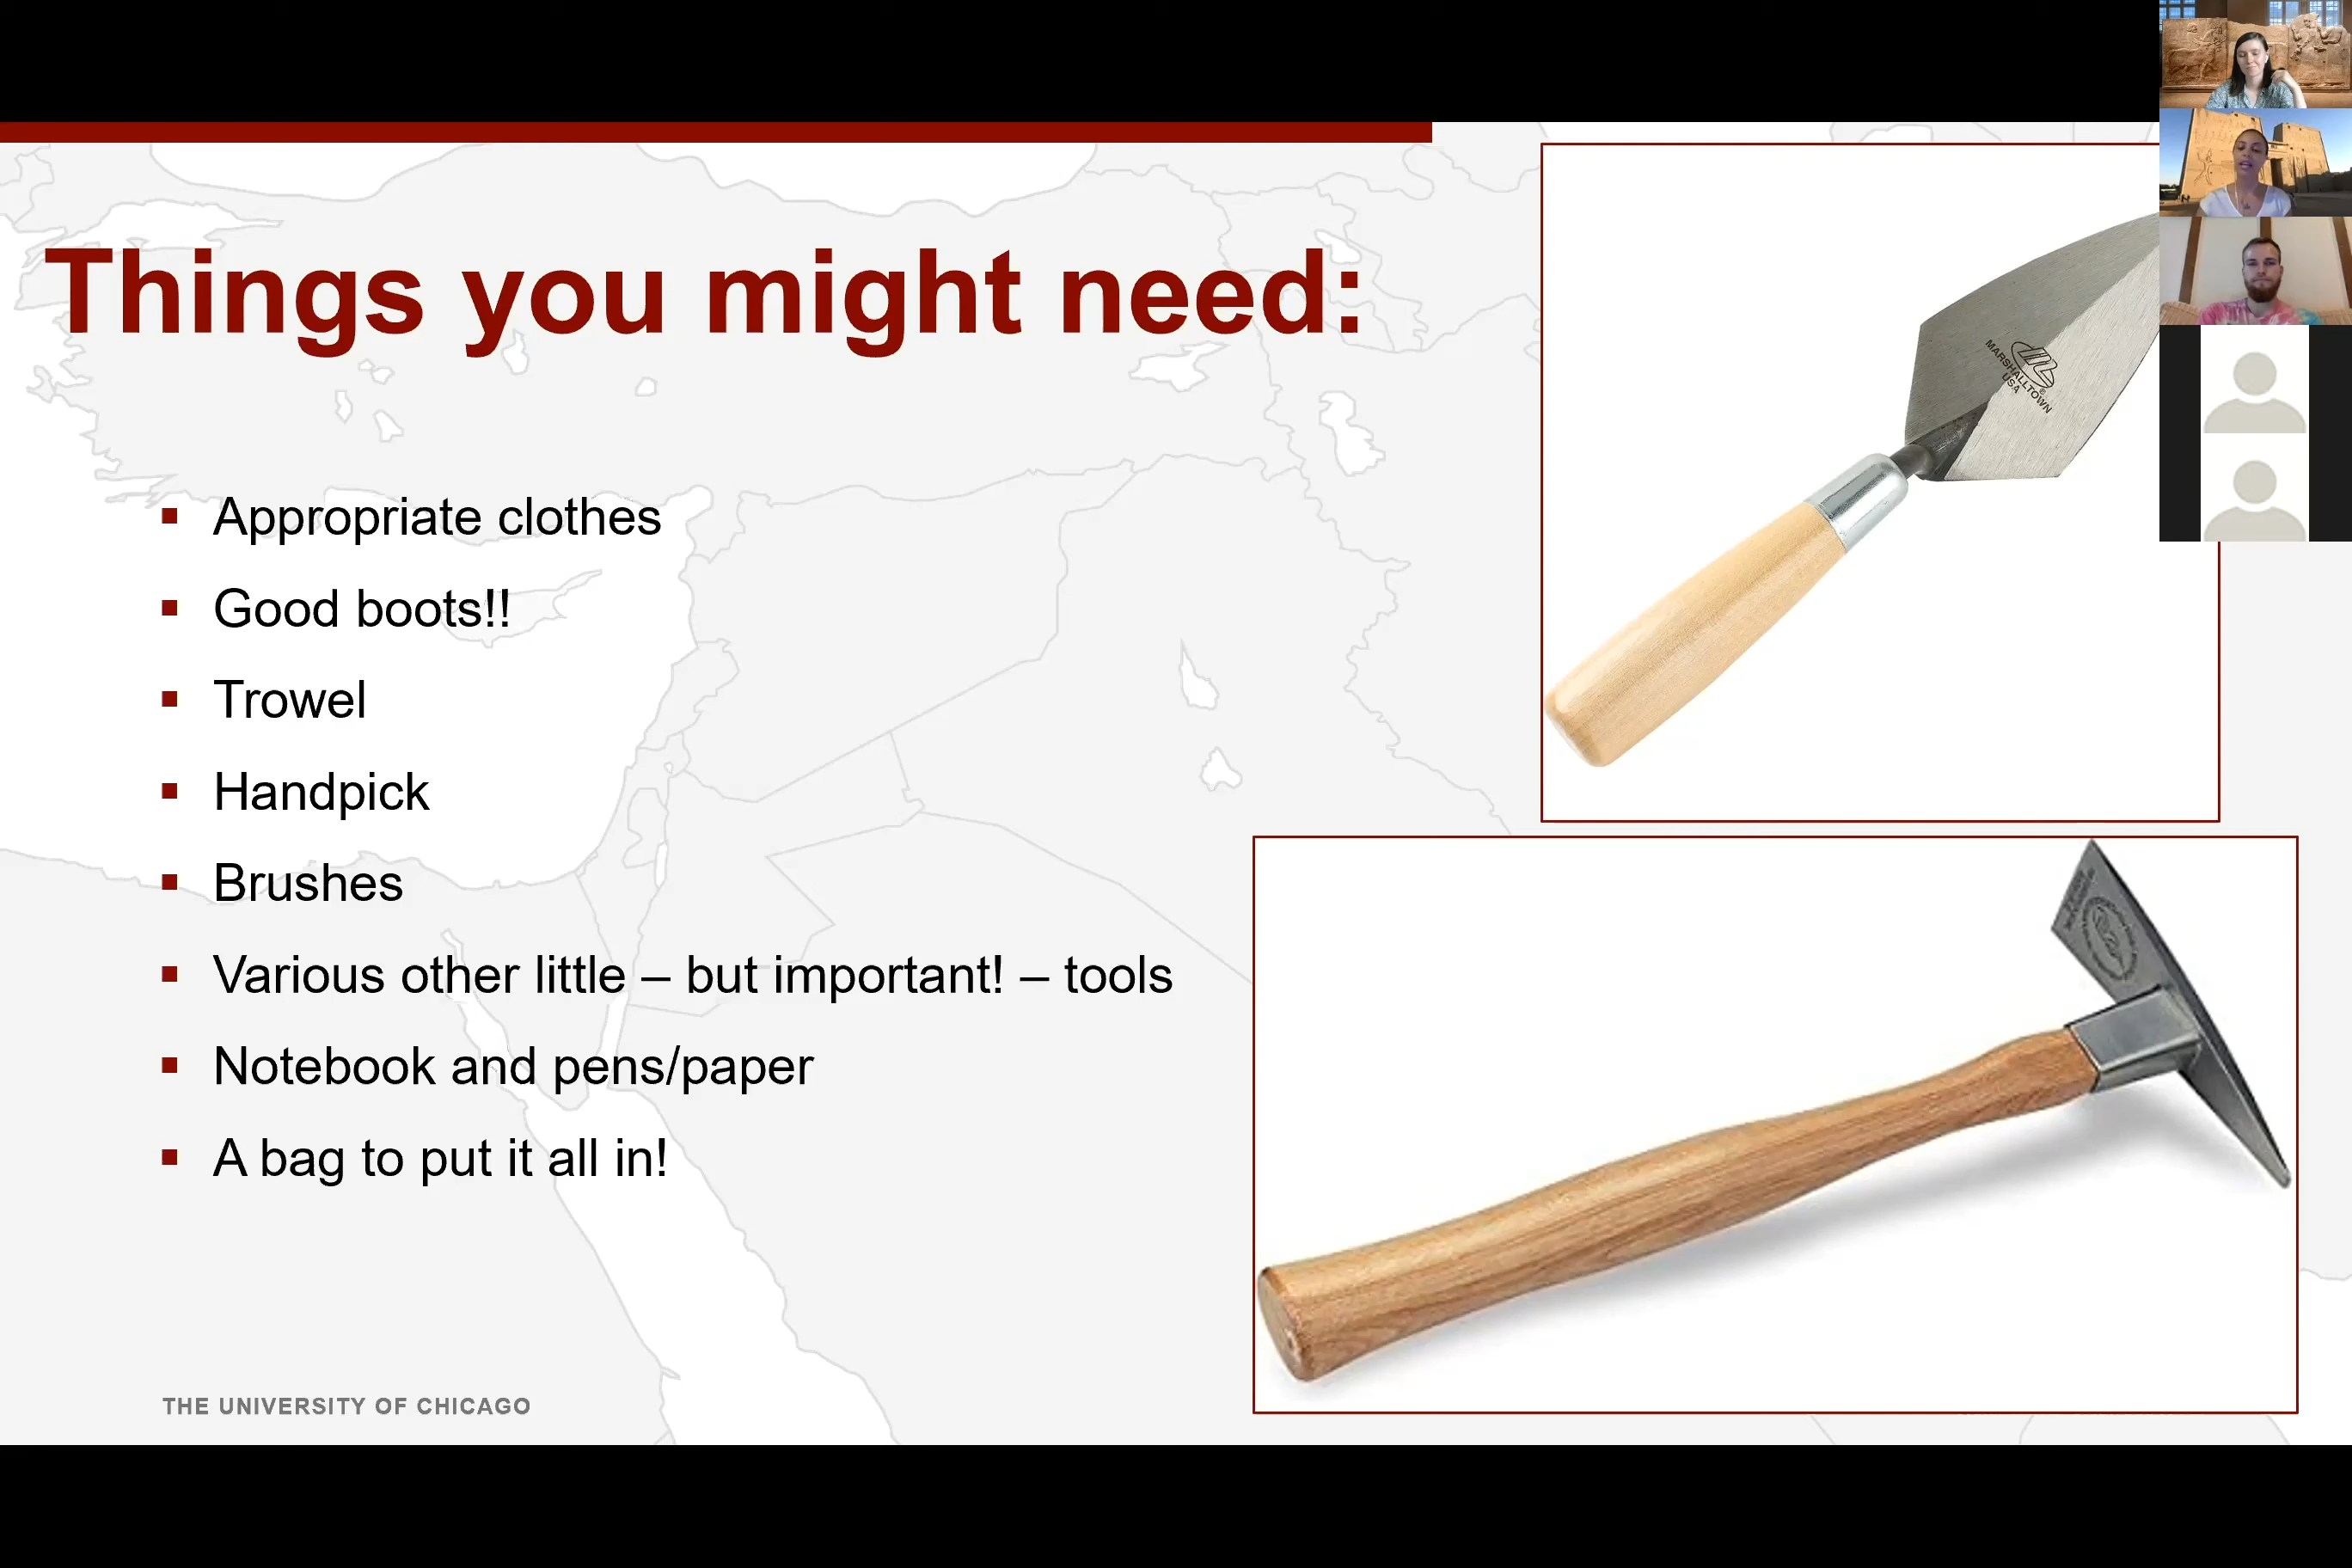 Things you might need:
Appropriate clothes
Good boots!!
Trowel
Handpick
Brushes
Various other little – but important! – tools
Notebook and pens/paper
A bag to put it all in!
THE UNIVERSITY OF CHICAGO
MARSHALLTOWN
USA